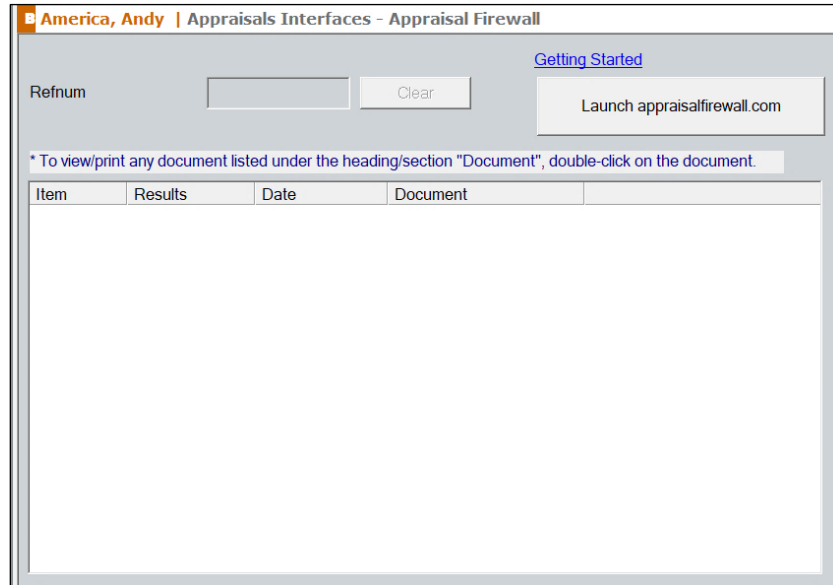 B America, Andy | Appraisals Interfaces - Appraisal Firewall
Getting Started
Refnum
Clear
Launch appraisalfirewall.com
* To view/print any document listed under the heading/section "Document", double-click on the document.
Item Results Date Document